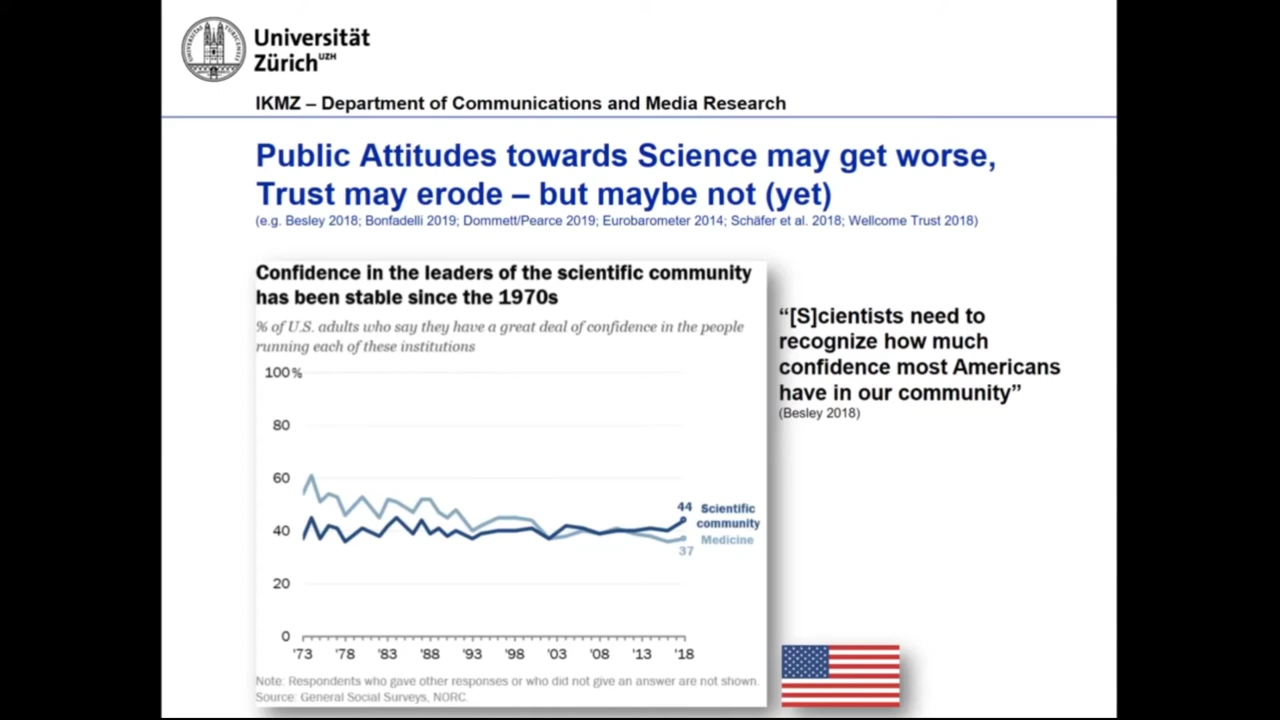 Universität
Zürich UZH
IKMZ – Department of Communications and Media Research
Public Attitudes towards Science may get worse,
Trust may erode – but maybe not (yet)
(e.g. Besley 2018; Bonfadelli 2019; Dommett/Pearce 2019; Eurobarometer 2014; Schäfer et al. 2018; Wellcome Trust 2018)
Confidence in the leaders of the scientific community
has been stable since the 1970s
% of U.S. adults who say they have a great deal of confidence in the people
running each of these institutions
100%
80
60
40
20
0
44
Scientific
community
Medicine
37
'73 '78 '83 '88 '93 '98 '03 '08 '13 '18
Note: Respondents who gave other responses or who did not give an answer are not shown.
Source: General Social Surveys, NORC.
“[S]cientists need to
recognize how much
confidence most Americans
have in our community”
(Besley 2018)